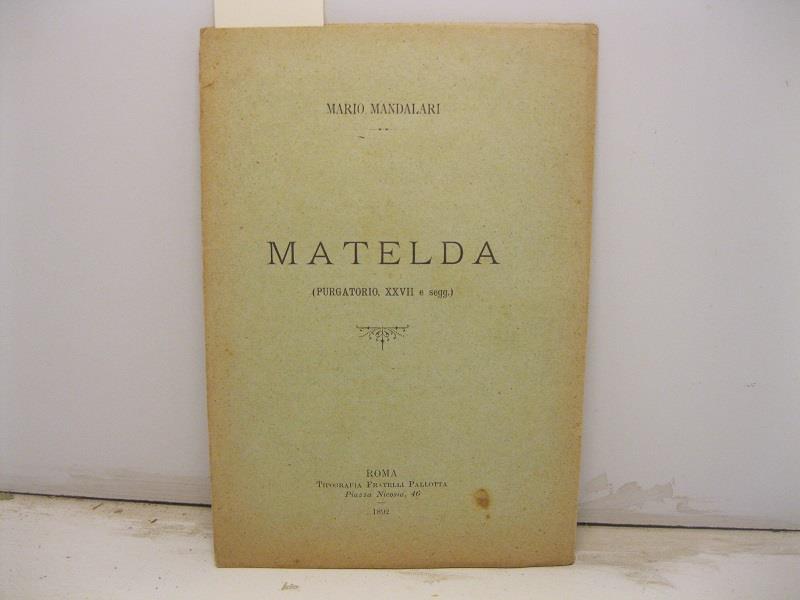 MARIO MANDALARI
MATELDA
(PURGATORIO, XXVII e segg.)
ROMA
TIPOGRAFIA FRATELLI PALLOTTA
Piazza Nicosia, 46
1892